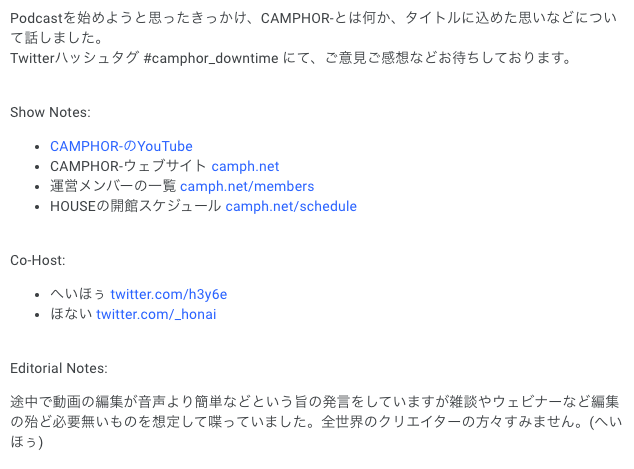 Podcastを始めようと思ったきっかけ、CAMPHOR-とは何か、タイトルに込めた思いなどについ
て話しました。
Twitterハッシュタグ #camphor_downtime にて、ご意見ご感想などお待ちしております。
Show Notes:
• CAMPHOR-のYouTube
• CAMPHOR-ウェブサイト camph.net
• 運営メンバーの一覧 camph.net/members
• HOUSEの開館スケジュール camph.net/schedule
Co-Host:
• へいほぅ twitter.com/h3y6e
• ほない twitter.com/_honai
Editorial Notes:
途中で動画の編集が音声より簡単などという旨の発言をしていますが雑談やウェビナーなど編集
の殆ど必要無いものを想定して喋っていました。全世界のクリエイターの方々すみません。(へい
ほぅ)